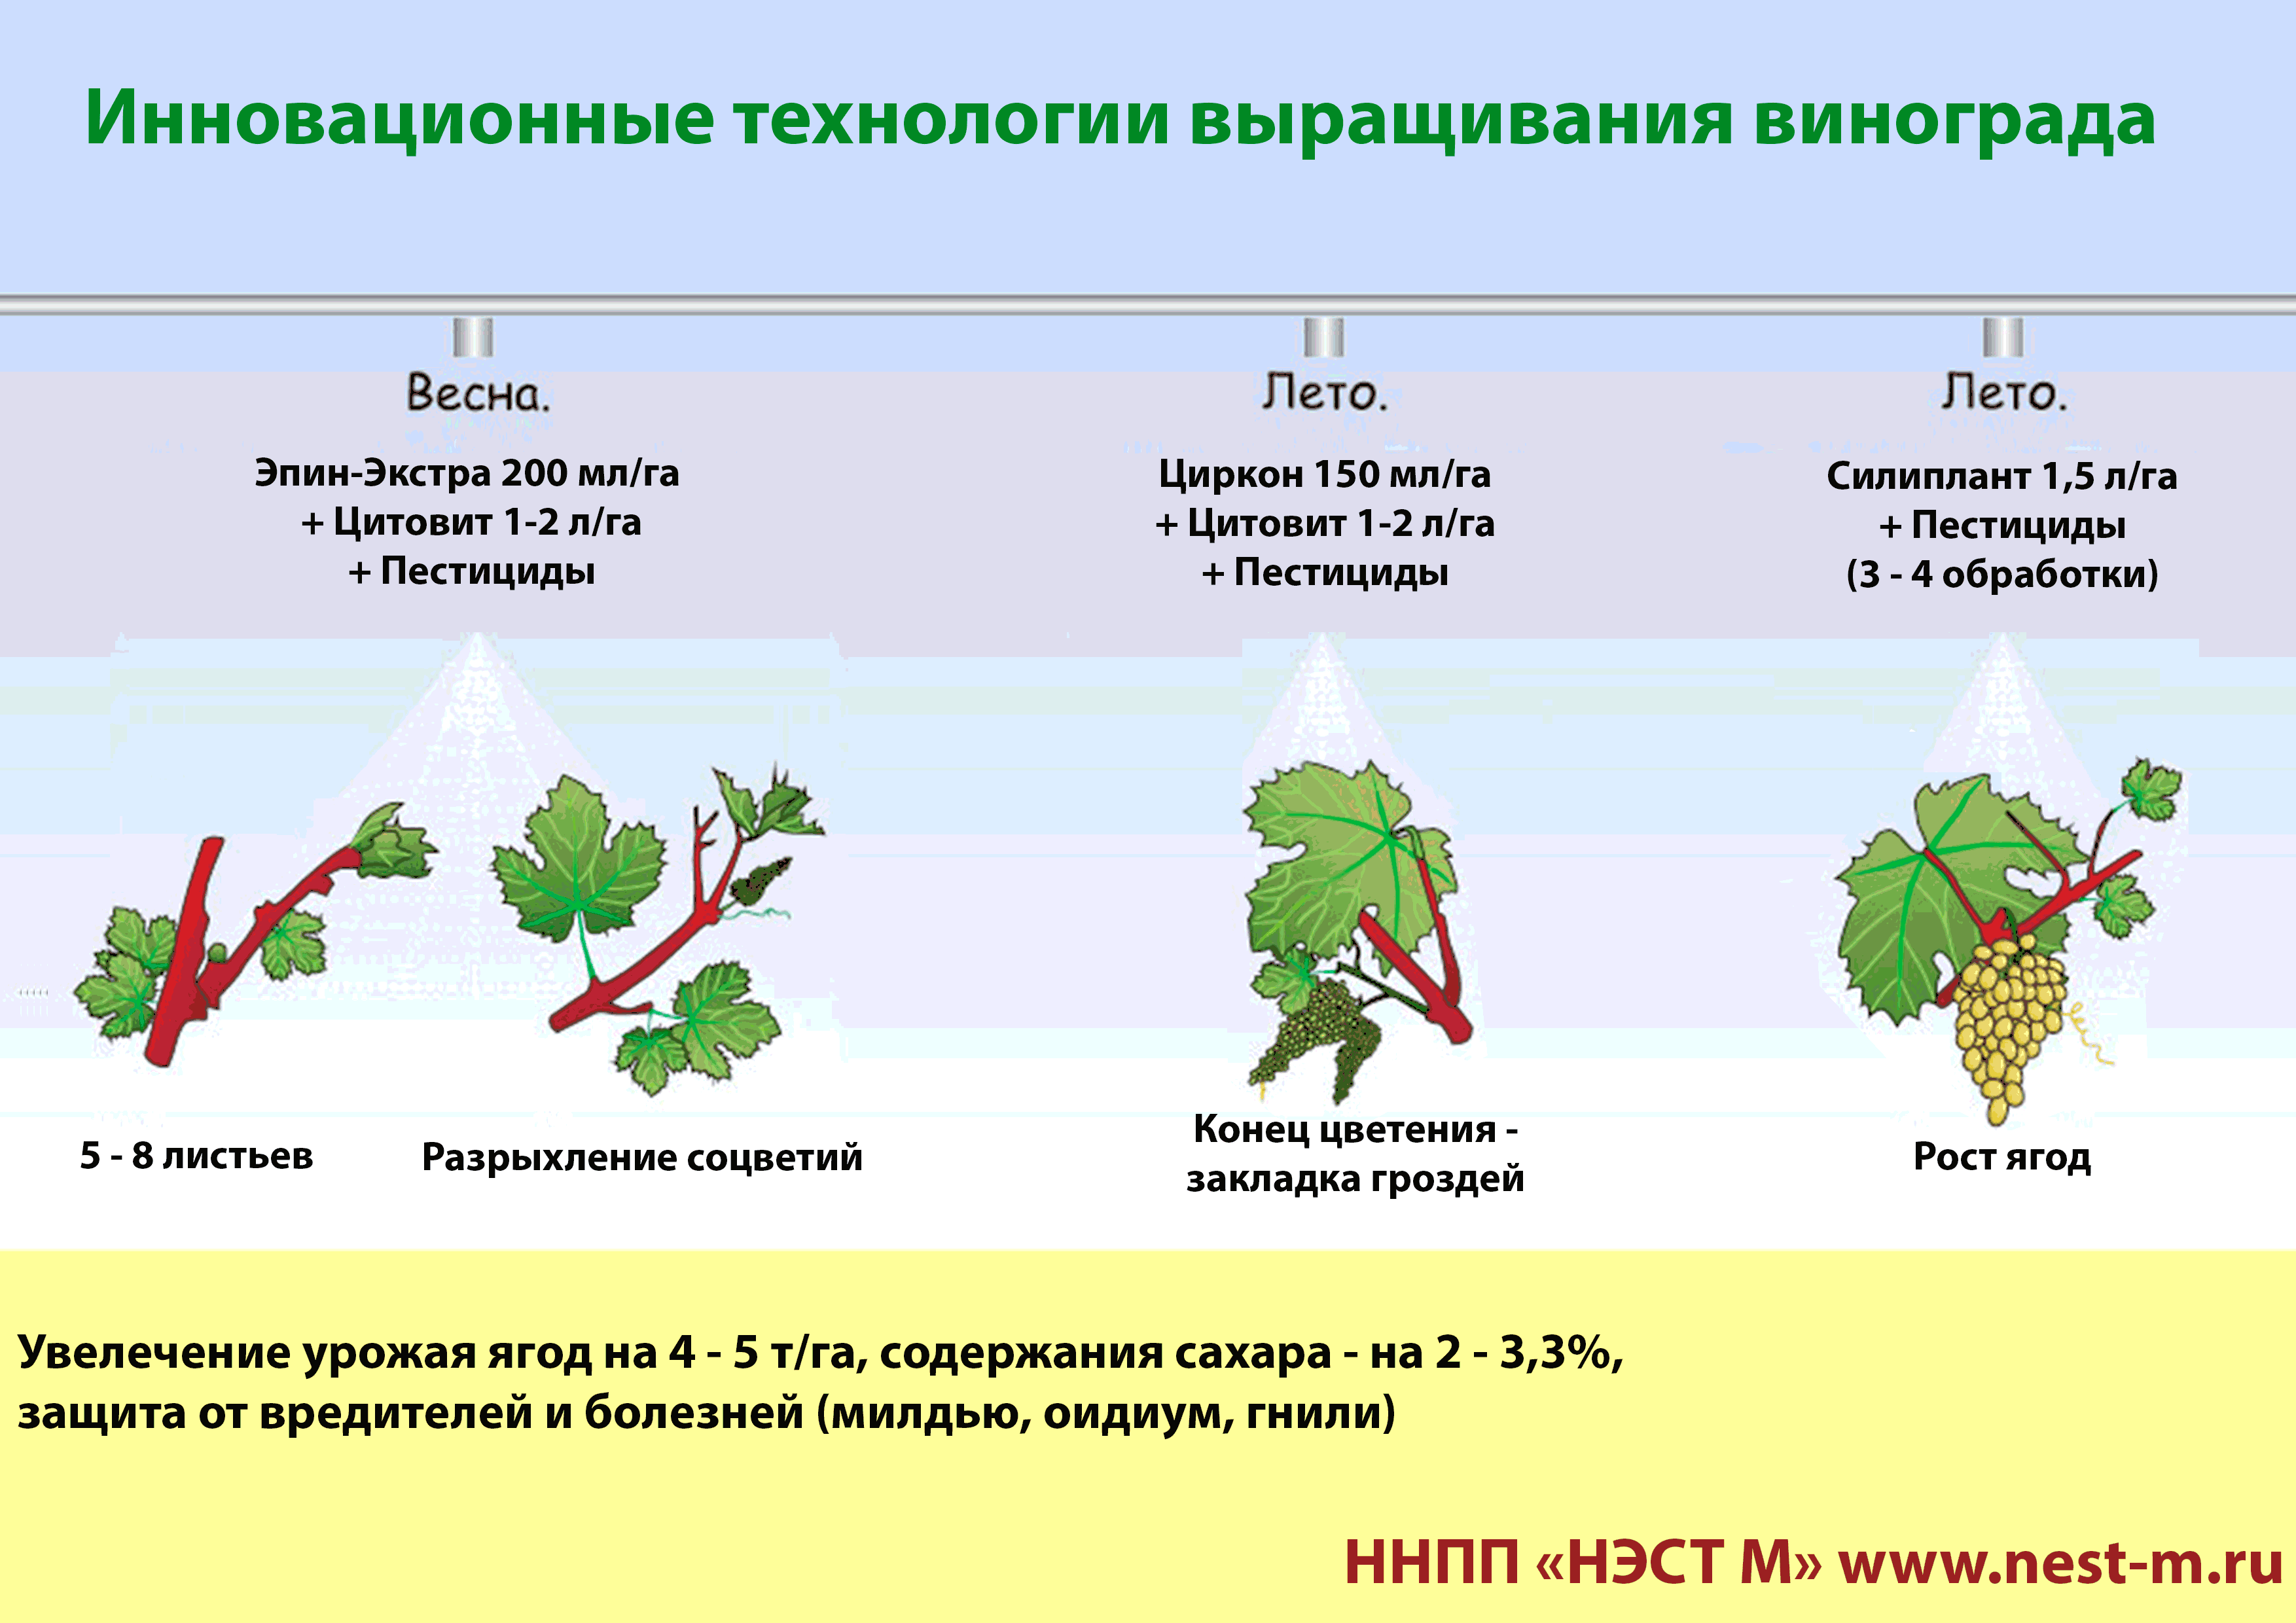 Инновационные технологии выращивания винограда
Весна.
Эпин-Экстра 200 мл/га
+ Цитовит 1-2 л/га
+ Пестициды
Лето.
Циркон 150 мл/га
+ Цитовит 1-2 л/га
+ Пестициды
Лето.
Силиплант 1,5 л/га
+ Пестициды
(3 - 4 обработки)
5 - 8 листьев
Разрыхление соцветий
Конец цветения -
закладка гроздей
Рост ягод
Увелечение урожая ягод на 4 - 5 т/га, содержания сахара - на 2 - 3,3%,
защита от вредителей и болезней (милдью, оидиум, гнили)
ННПП «НЭСТ М» www.nest-m.ru